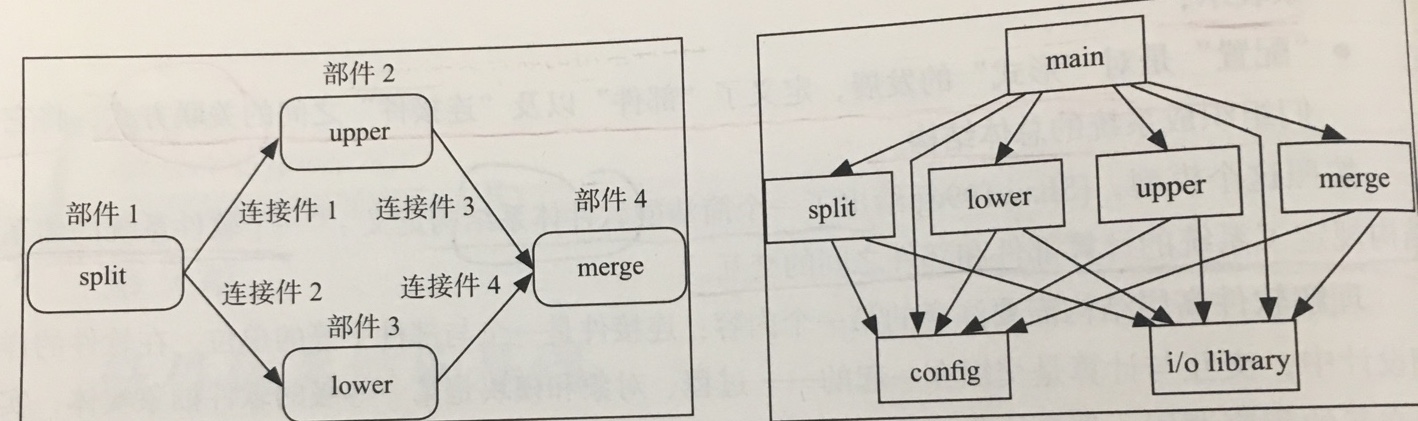 部件 2
upper
部件 1
连接件 1
连接件 3
部件 4
split
merge
连接件 2
连接件 4
部件 3
lower
main
split
lower
upper
merge
config
i/o library